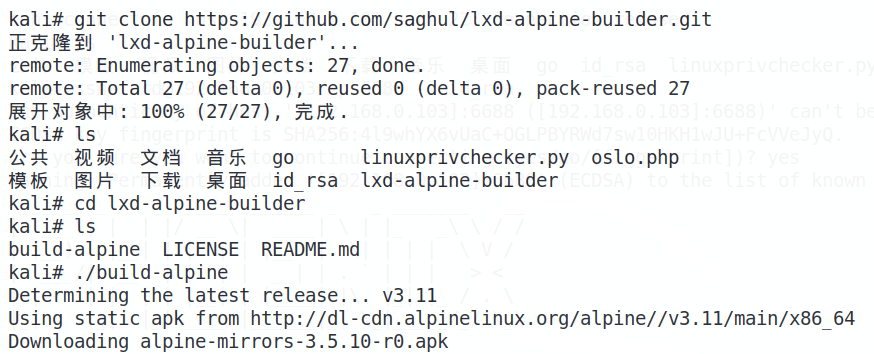 kali# git clone https://github.com/saghul/lxd-alpine-builder.git
正克隆到 'lxd-alpine-builder'...
remote: Enumerating objects: 27, done.
remote: Total 27 (delta 0), reused 0 (delta 0), pack-reused 27
展开对象中: 100% (27/27), 完成.
kali# ls
公共 视频 文档 音乐 go linuxprivchecker.py oslo.php
模板 图片 下载 桌面 id_rsa lxd-alpine-builder
kali# cd lxd-alpine-builder
kali# ls
build-alpine LICENSE README.md
kali# ./build-alpine
Determining the latest release... v3.11
Using static apk from http://dl-cdn.alpinelinux.org/alpine//v3.11/main/x86_64
Downloading alpine-mirrors-3.5.10-r0.apk